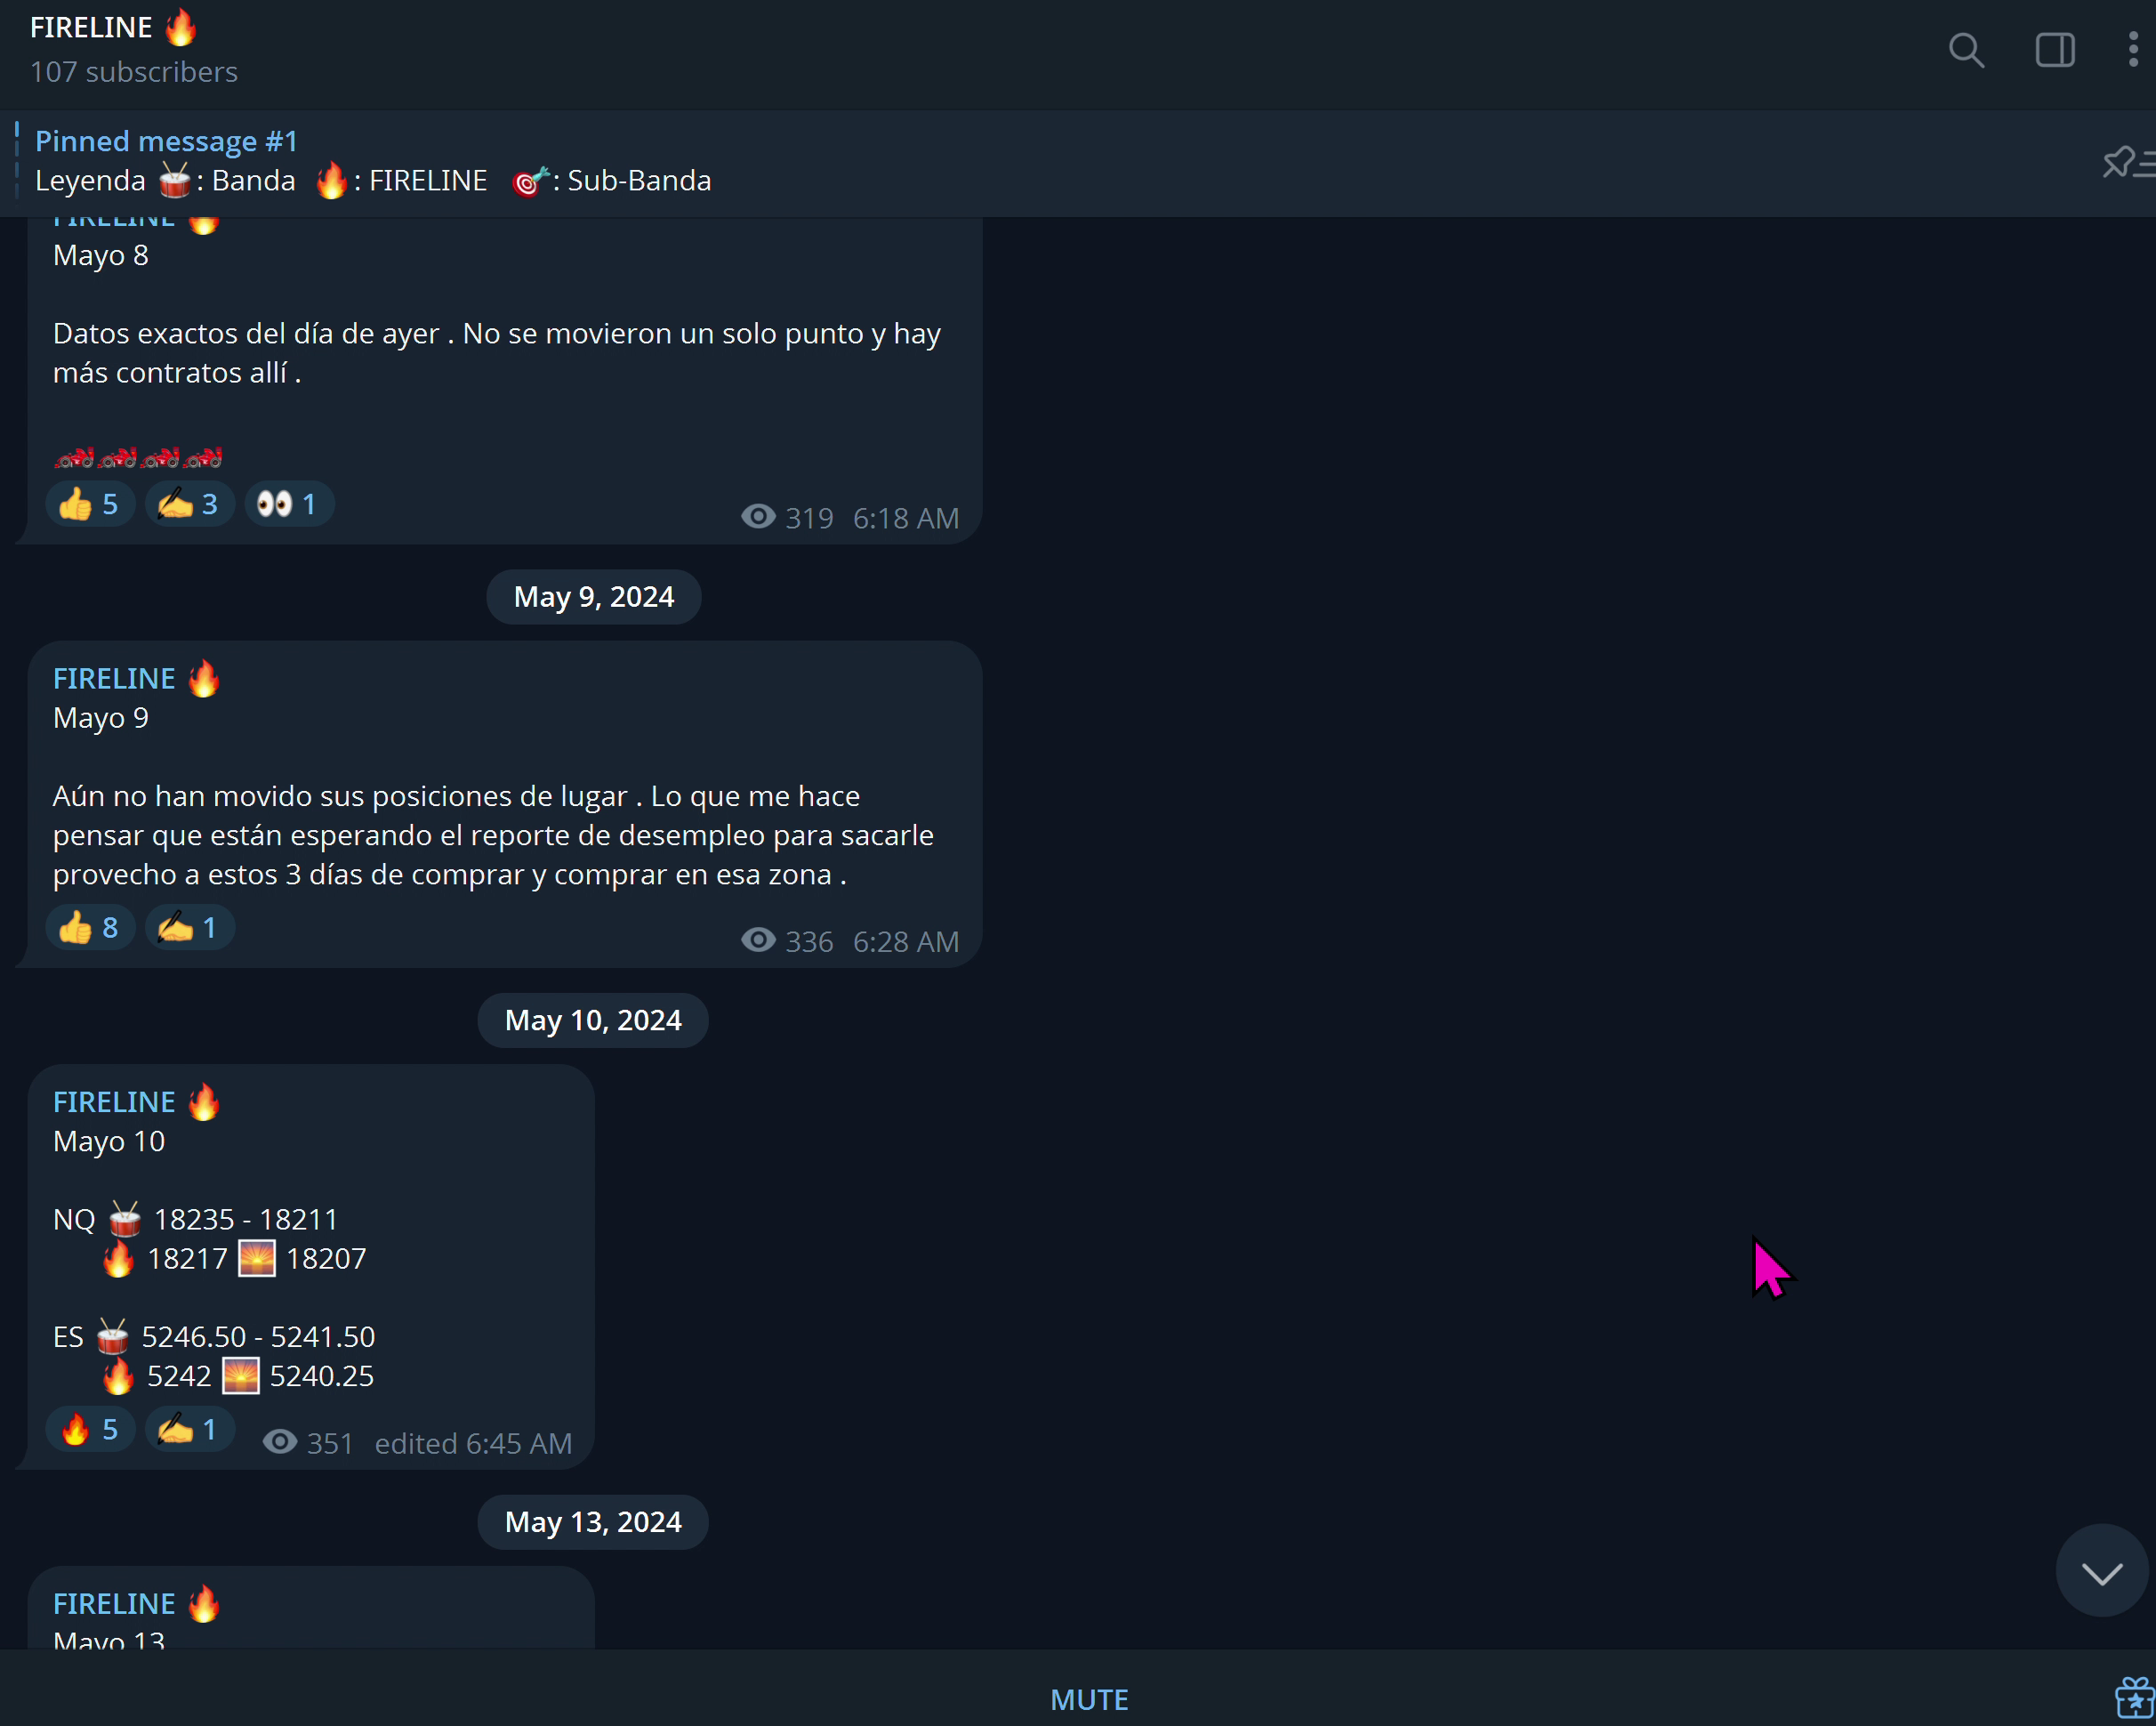 FIRELINE 🔥
107 subscribers
Pinned message #1
Leyenda 🥁: Banda 🔥: FIRELINE 🎯: Sub-Banda
FIRELINE 🔥
Mayo 8
Datos exactos del día de ayer . No se movieron un solo punto y hay
más contratos allí .
🏎🏎🏎🏎
👍 5 ✍ 3 👀 1 319 6:18 AM
May 9, 2024
FIRELINE 🔥
Mayo 9
Aún no han movido sus posiciones de lugar . Lo que me hace
pensar que están esperando el reporte de desempleo para sacarle
provecho a estos 3 días de comprar y comprar en esa zona .
👍 8 ✍ 1 336 6:28 AM
May 10, 2024
FIRELINE 🔥
Mayo 10
NQ 🥁 18235 - 18211
🔥 18217 🌅 18207
ES 🥁 5246.50 - 5241.50
🔥 5242 🌅 5240.25
🔥 5 ✍ 1 351 edited 6:45 AM
May 13, 2024
FIRELINE 🔥
Mayo 13
MUTE